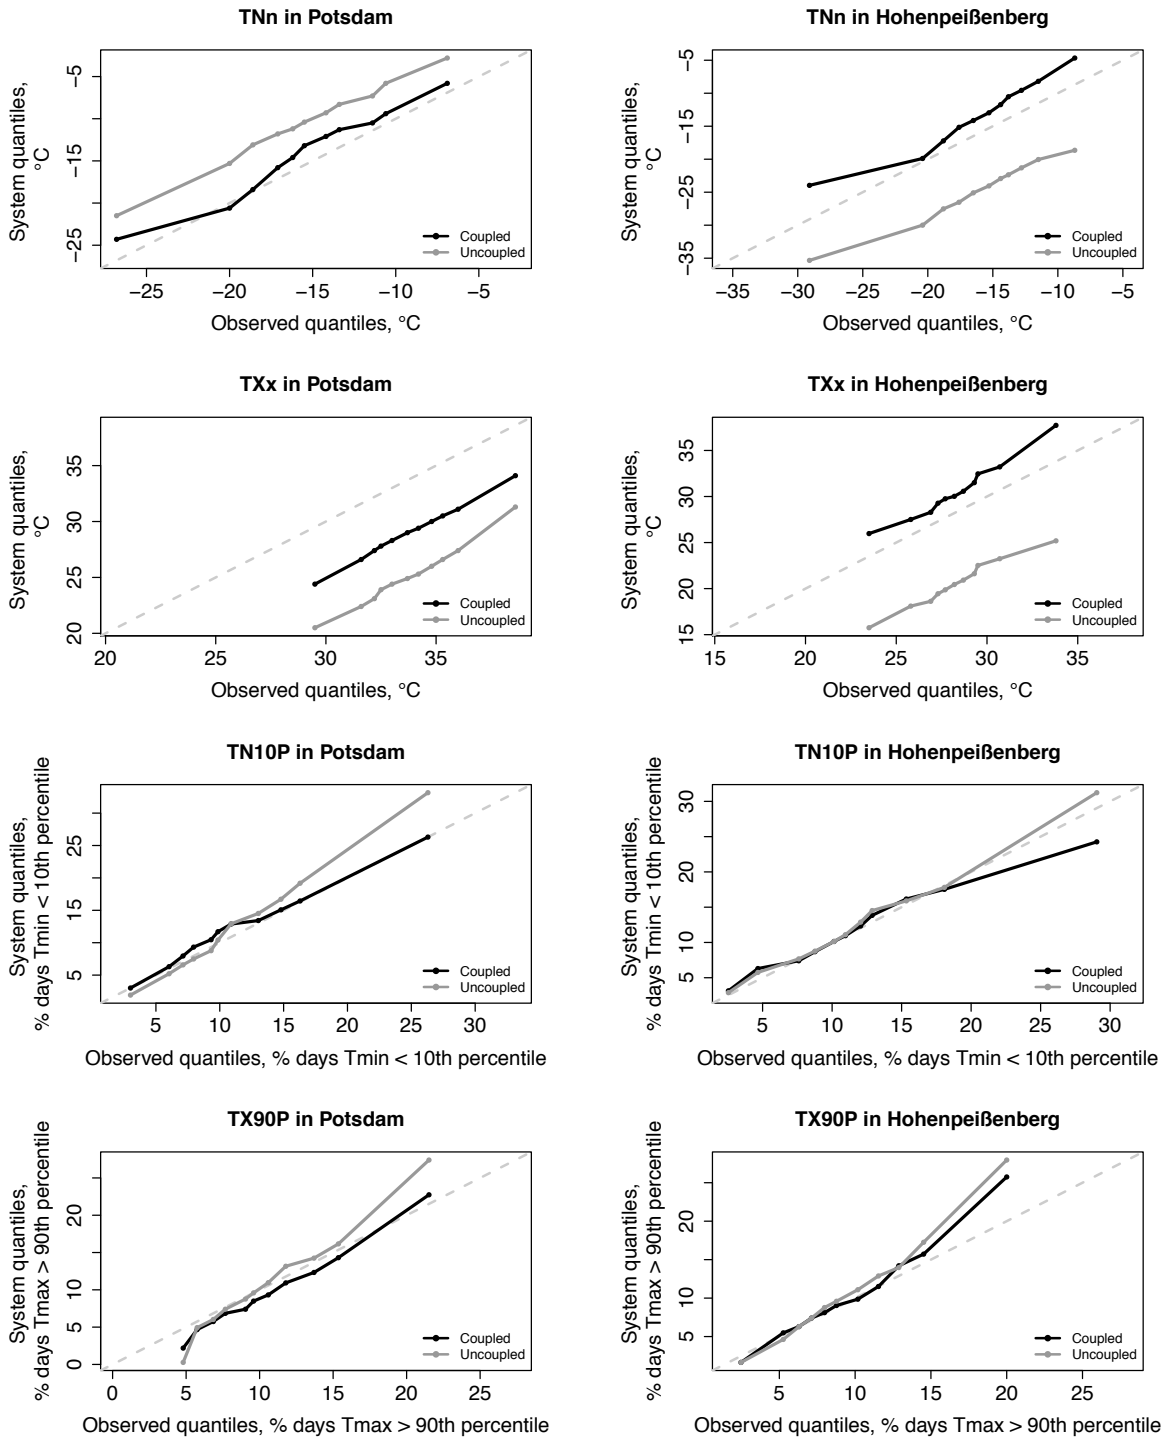 TNn in Potsdam
System quantiles,
°C
−5
−15
−25
Coupled
Uncoupled
−25 −20 −15 −10 −5
Observed quantiles, °C
TNn in Hohenpeißenberg
System quantiles,
°C
−5
−15
−25
−35
Coupled
Uncoupled
−35 −30 −25 −20 −15 −10 −5
Observed quantiles, °C
TXx in Potsdam
System quantiles,
°C
35
30
25
20
Coupled
Uncoupled
20 25 30 35
Observed quantiles, °C
TXx in Hohenpeißenberg
System quantiles,
°C
35
30
25
20
15
Coupled
Uncoupled
15 20 25 30 35
Observed quantiles, °C
TN10P in Potsdam
System quantiles,
% days Tmin < 10th percentile
25
15
5
Coupled
Uncoupled
5 10 15 20 25 30
Observed quantiles, % days Tmin < 10th percentile
TN10P in Hohenpeißenberg
System quantiles,
% days Tmin < 10th percentile
30
20
10
5
Coupled
Uncoupled
5 10 15 20 25 30
Observed quantiles, % days Tmin < 10th percentile
TX90P in Potsdam
System quantiles,
% days Tmax > 90th percentile
20
10
5
0
Coupled
Uncoupled
0 5 10 15 20 25
Observed quantiles, % days Tmax > 90th percentile
TX90P in Hohenpeißenberg
System quantiles,
% days Tmax > 90th percentile
20
10
5
Coupled
Uncoupled
5 10 15 20 25
Observed quantiles, % days Tmax > 90th percentile